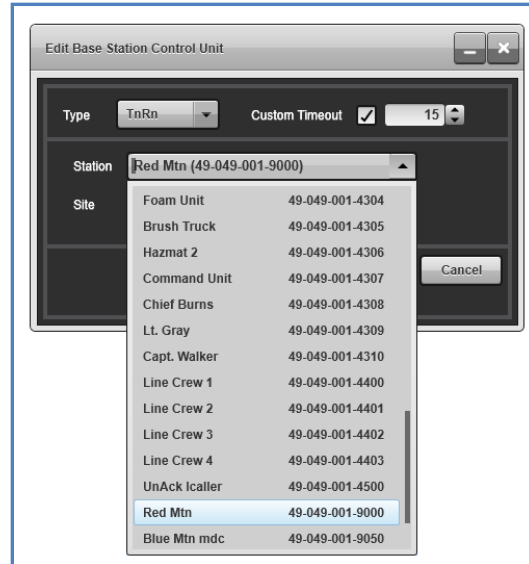 Edit Base Station Control Unit
Type TnRn Custom Timeout 15
Station Red Mtn (49-049-001-9000)
Site
Foam Unit 49-049-001-4304
Brush Truck 49-049-001-4305
Hazmat 2 49-049-001-4306
Command Unit 49-049-001-4307
Cancel
Chief Burns 49-049-001-4308
Lt. Gray 49-049-001-4309
Capt. Walker 49-049-001-4310
Line Crew 1 49-049-001-4400
Line Crew 2 49-049-001-4401
Line Crew 3 49-049-001-4402
Line Crew 4 49-049-001-4403
UnAck Icaller 49-049-001-4500
Red Mtn 49-049-001-9000
Blue Mtn mdc 49-049-001-9050